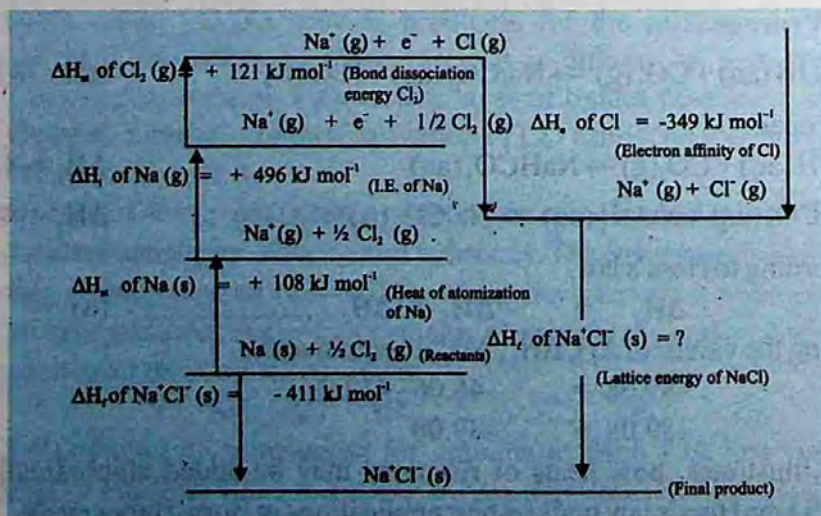 Na⁺ (g) + e⁻ + Cl (g)
ΔHₐₜ of Cl₂ (g) = + 121 kJ mol⁻¹ (Bond dissociation
energy Cl₂)
Na⁺ (g) + e⁻ + 1/2 Cl₂ (g)
ΔHₑ of Cl = -349 kJ mol⁻¹
(Electron affinity of Cl)
ΔHᵢ of Na (g) = + 496 kJ mol⁻¹ (I.E. of Na)
Na⁺ (g) + Cl⁻ (g)
Na⁺(g) + ½ Cl₂ (g)
ΔHₐₜ of Na (s) = + 108 kJ mol⁻¹ (Heat of atomization
of Na)
Na (s) + ½ Cl₂ (g) (Reactants)
ΔHℓ of Na⁺Cl⁻ (s) = ?
(Lattice energy of NaCl)
ΔHf of Na⁺Cl⁻ (s) = - 411 kJ mol⁻¹
Na⁺Cl⁻ (s)
(Final product)